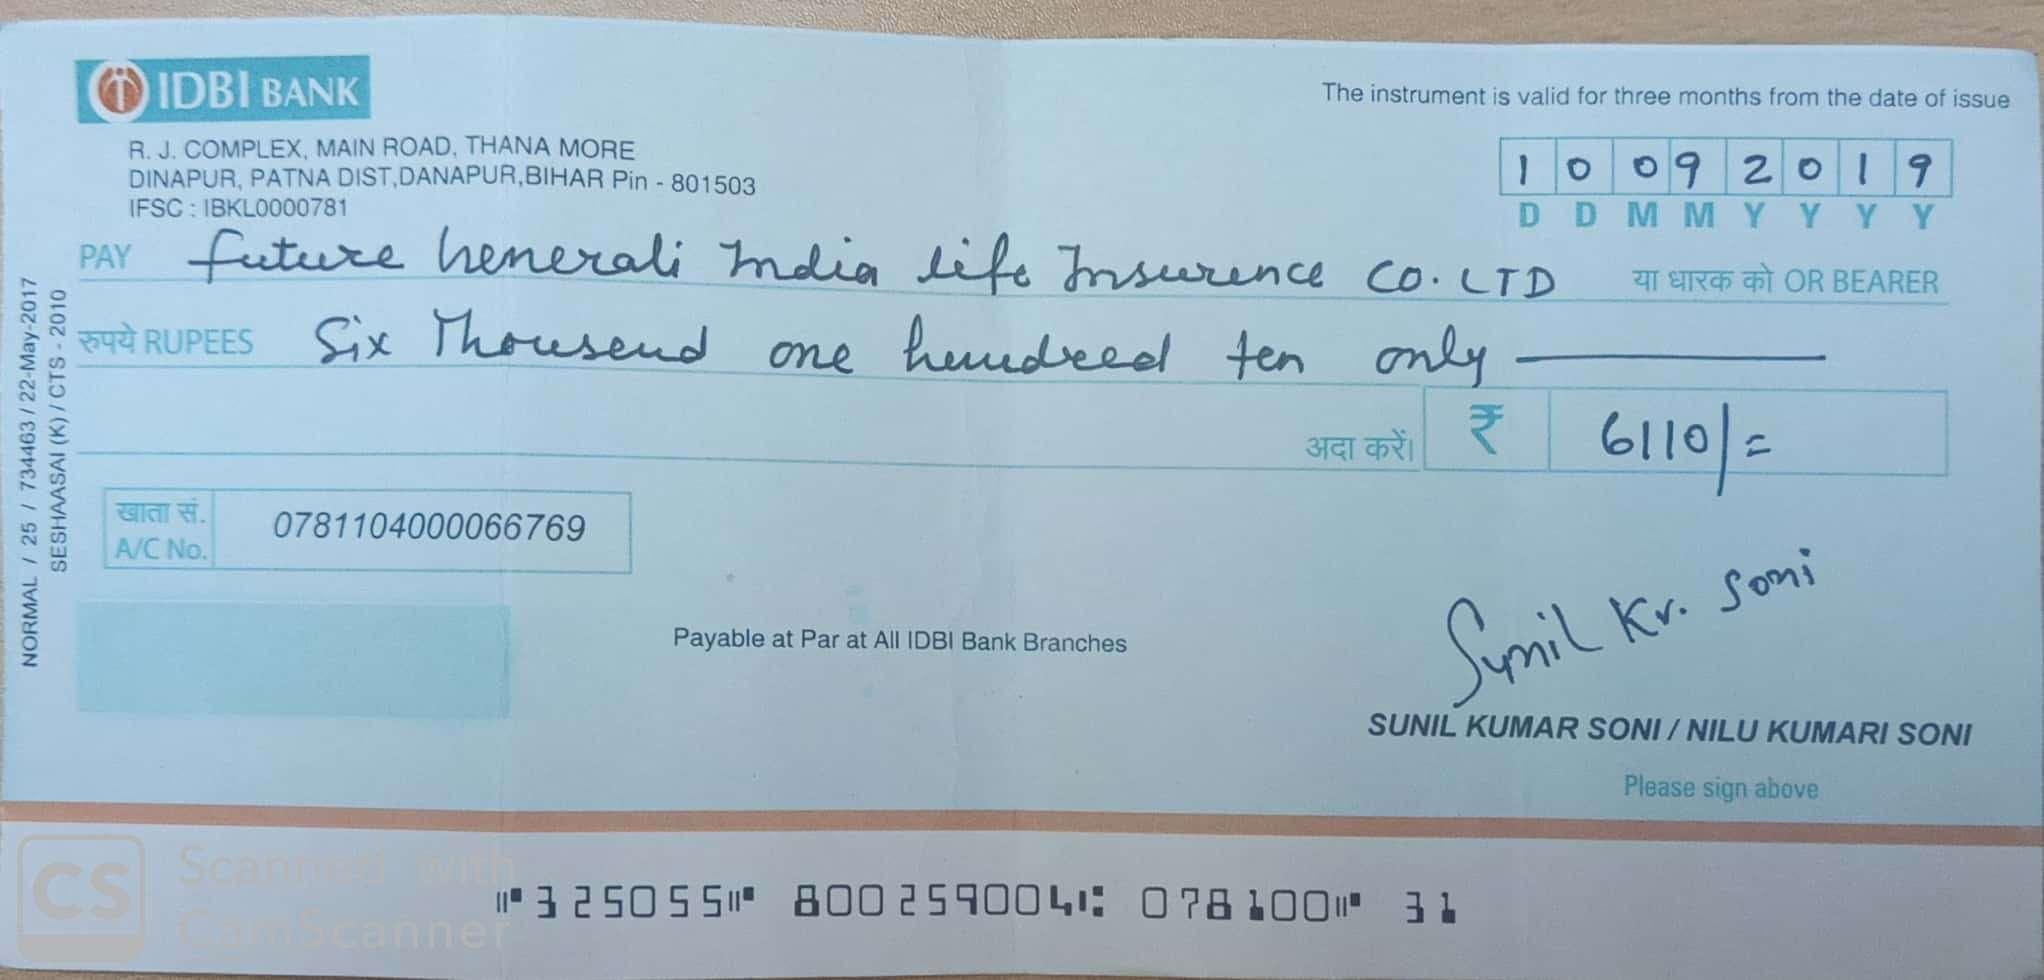 IDBI BANK
The instrument is valid for three months from the date of issue
R. J. COMPLEX, MAIN ROAD, THANA MORE
DINAPUR, PATNA DIST,DANAPUR,BIHAR Pin - 801503
IFSC : IBKL0000781
1 0 0 9 2 0 1 9
D D M M Y Y Y Y
PAY future Generali India life Insurence CO. LTD या धारक को OR BEARER
रुपये RUPEES Six Thousend one hundreed ten only
अदा करें। ₹ 6110/=
खाता सं.
A/C No. 0781104000066769
Payable at Par at All IDBI Bank Branches
Sunil Kr. Soni
SUNIL KUMAR SONI / NILU KUMARI SONI
Please sign above
NORMAL / 25 / 734463 / 22-May-2017
SESHAASAI (K) / CTS - 2010
⑈325055⑈ 800259004⑆ 078100⑈ 31
CS Scanned with
CamScanner